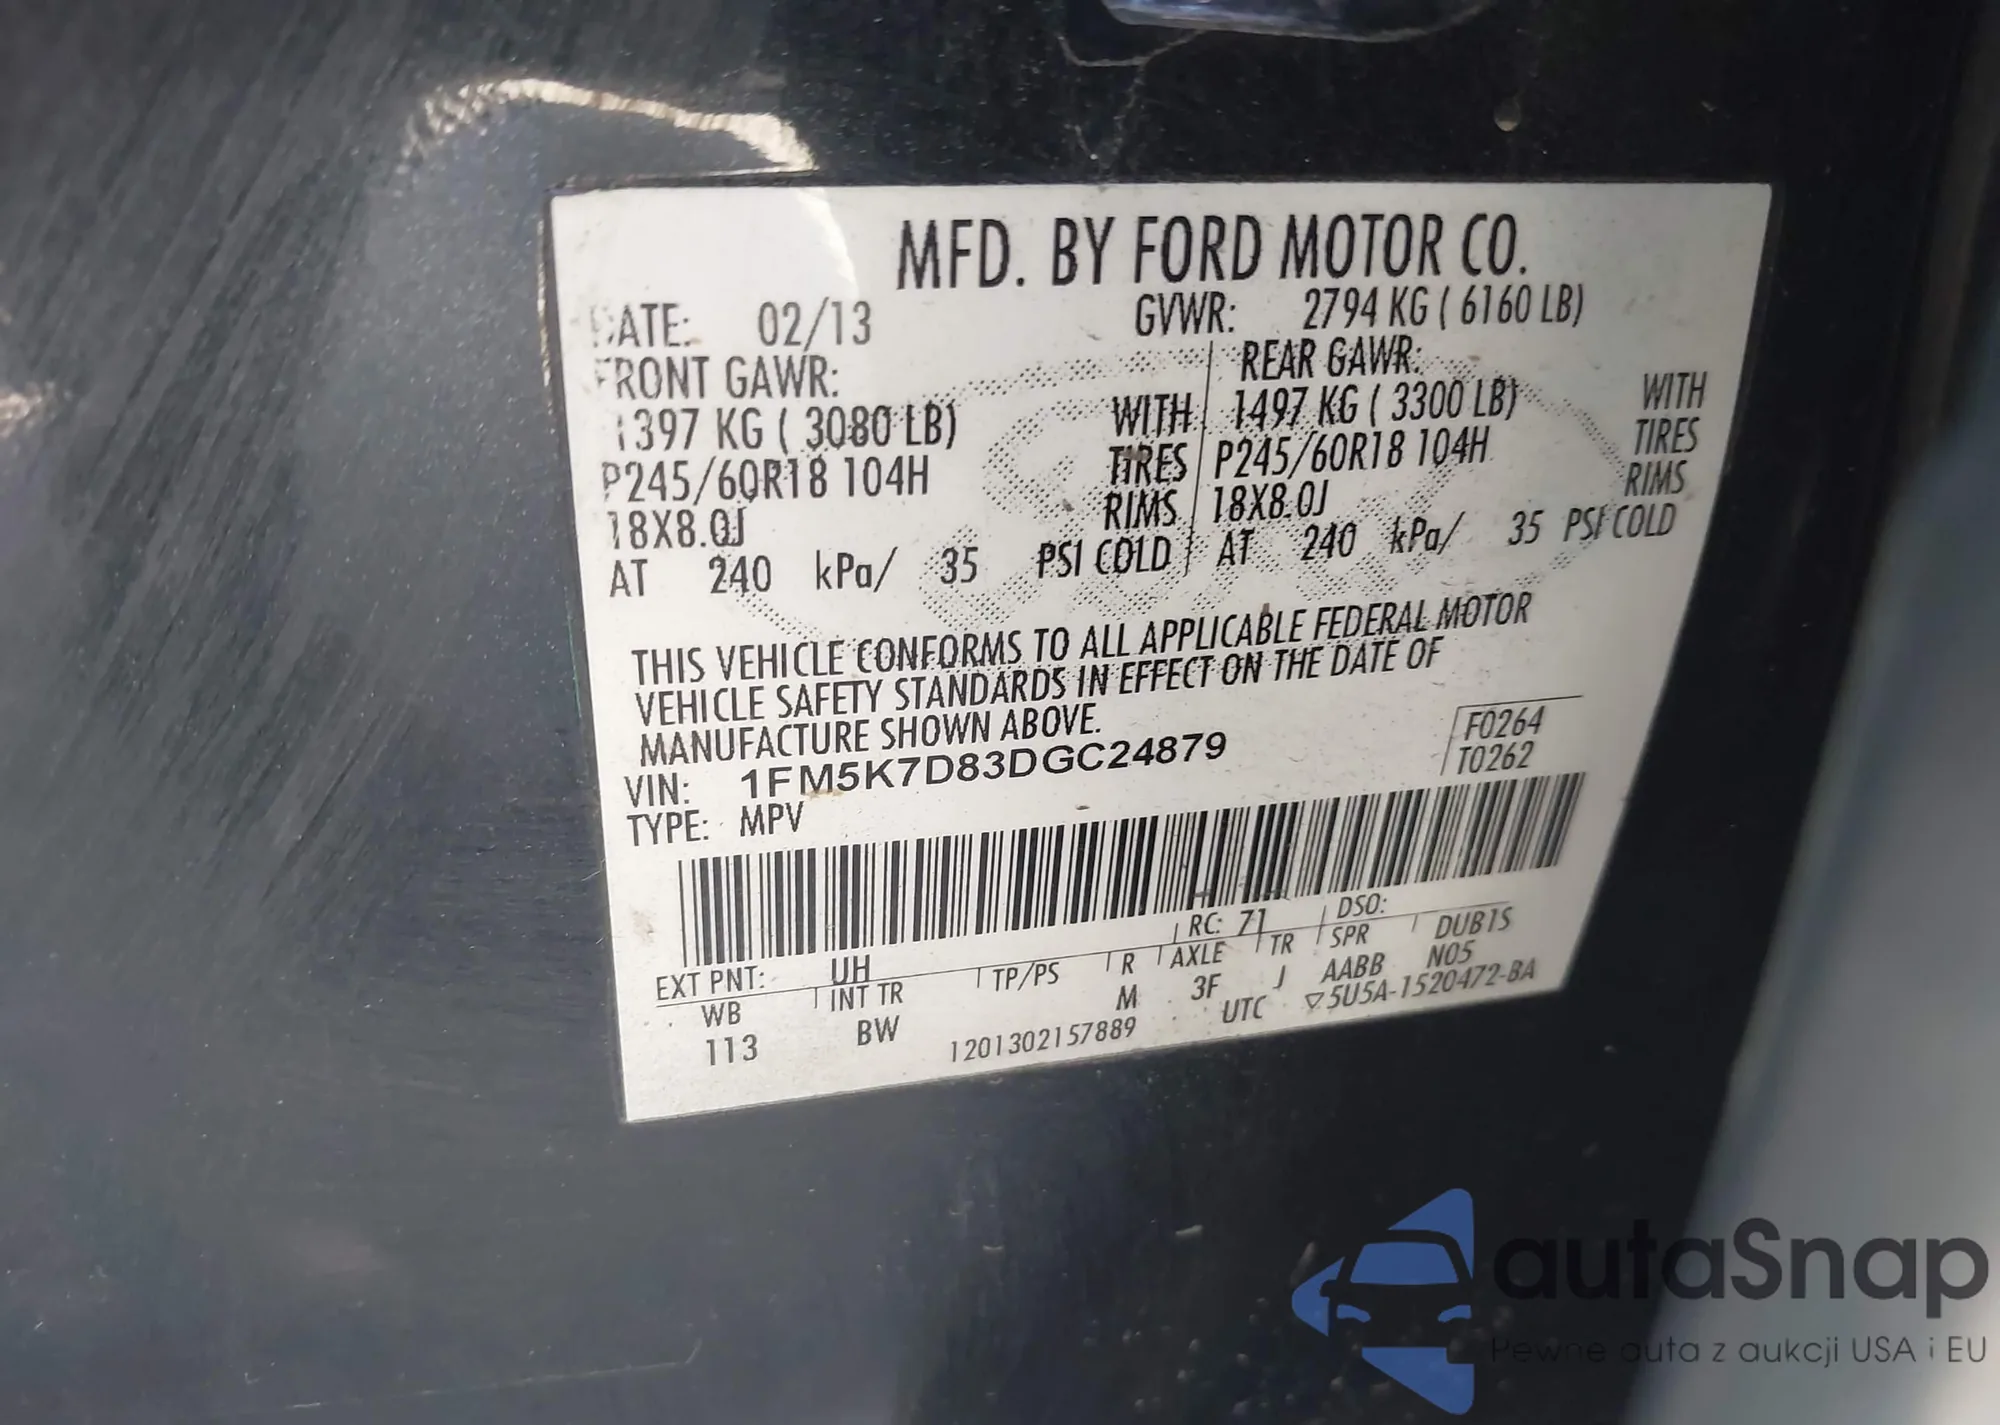 MFD. BY FORD MOTOR CO.
DATE: 02/13 GVWR: 2794 KG ( 6160 LB)
FRONT GAWR: REAR GAWR:
1397 KG ( 3080 LB) WITH 1497 KG ( 3300 LB) WITH
P245/60R18 104H TIRES P245/60R18 104H TIRES
18X8.0J RIMS 18X8.0J RIMS
AT 240 kPa/ 35 PSI COLD AT 240 kPa/ 35 PSI COLD
THIS VEHICLE CONFORMS TO ALL APPLICABLE FEDERAL MOTOR
VEHICLE SAFETY STANDARDS IN EFFECT ON THE DATE OF
MANUFACTURE SHOWN ABOVE.
F0264
VIN: 1FM5K7D83DGC24879 T0262
TYPE: MPV
EXT PNT: UH RC: 71 DSO:
WB INT TR TP/PS R AXLE TR SPR DUB1S
113 BW M 3F J AABB N05
1201302157889 UTC ▽5U5A-1520472-BA
autaSnap
Pewne auta z aukcji USA i EU